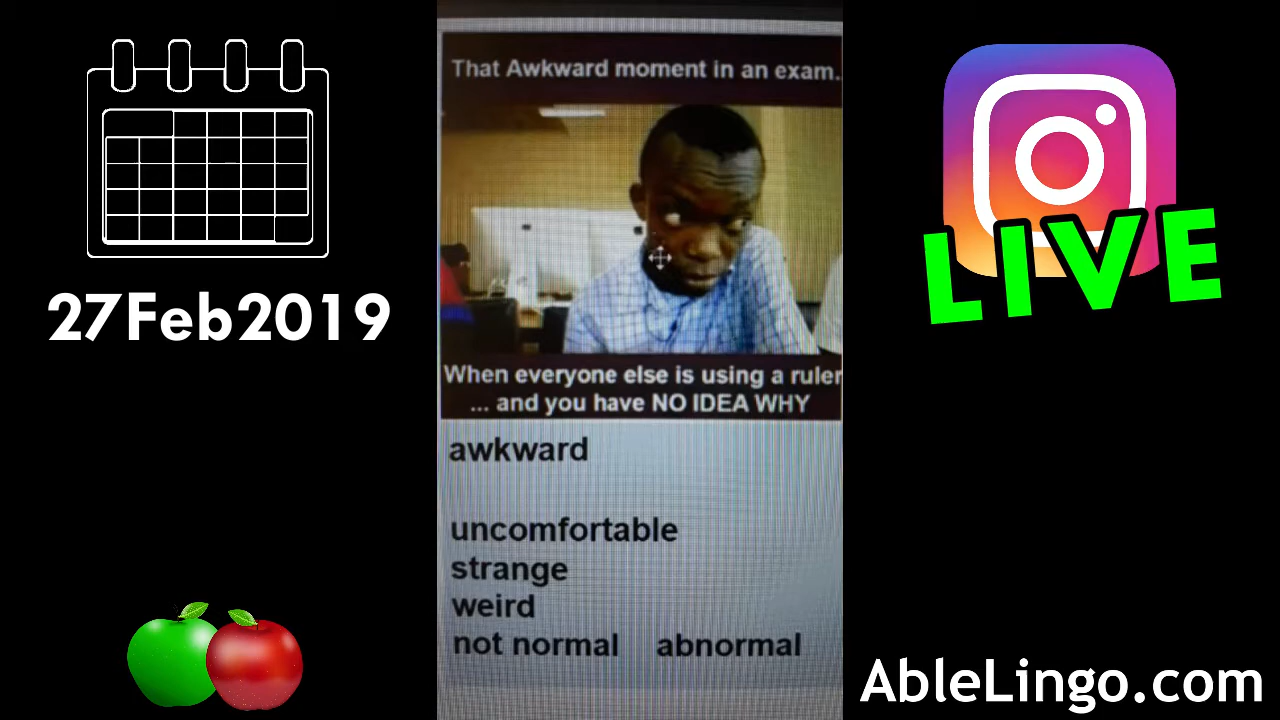 27Feb2019
That Awkward moment in an exam..
When everyone else is using a ruler
... and you have NO IDEA WHY
awkward
uncomfortable
strange
weird
not normal abnormal
LIVE
AbleLingo.com